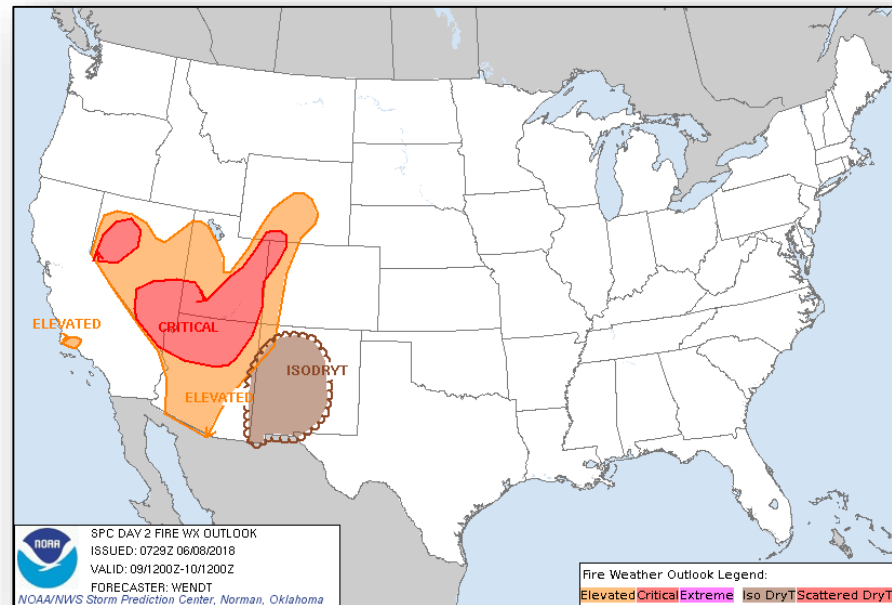 ELEVATED
CRITICAL
ISODRYT
ELEVATED
NOAA
SPC DAY 2 FIRE WX OUTLOOK
ISSUED: 0729Z 06/08/2018
VALID: 09/1200Z-10/1200Z
FORECASTER: WENDT
NOAA/NWS Storm Prediction Center, Norman, Oklahoma
Fire Weather Outlook Legend:
Elevated Critical Extreme Iso DryT Scattered DryT